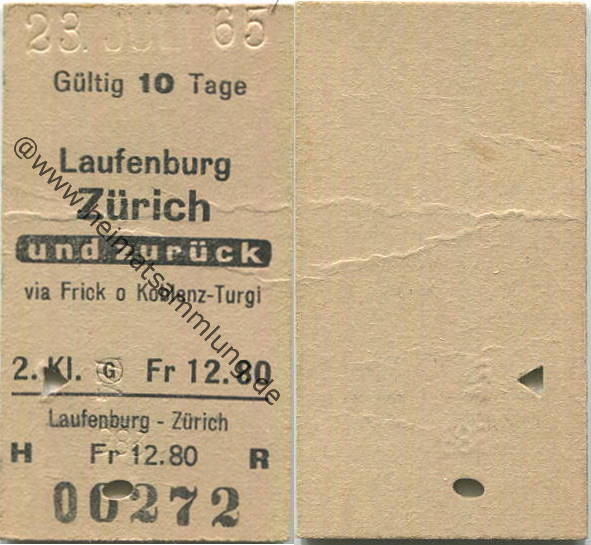 23. JULI 65
Gültig 10 Tage
Laufenburg
Zürich
und zurück
via Frick o Koblenz-Turgi
2. Kl. G Fr 12.80
Laufenburg - Zürich
H Fr 12.80 R
00272
@www.heimatsammlung.de